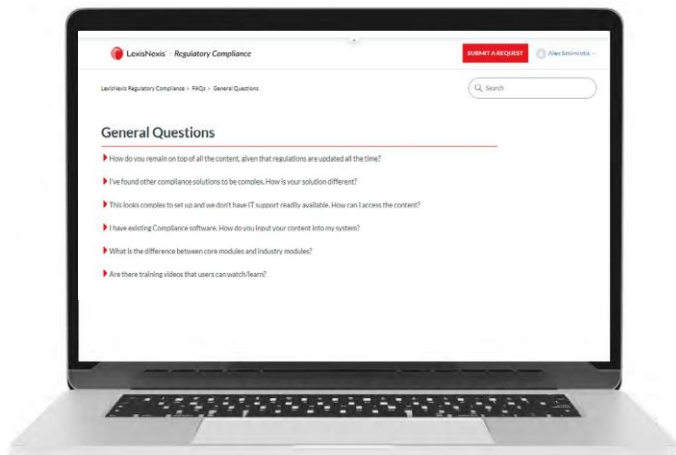 LexisNexis Regulatory Compliance
SUBMIT A REQUEST
LexisNexis Regulatory Compliance > FAQs > General Questions
Search
General Questions
How do you remain on top of all the content, given that regulations are updated all the time?
I've found other compliance solutions to be complex. How is your solution different?
This looks complex to set up and we don't have IT support readily available. How can I access the content?
I have existing Compliance software. How do you input your content into my system?
What is the difference between core modules and industry modules?
Are there training videos that users can watch/learn?